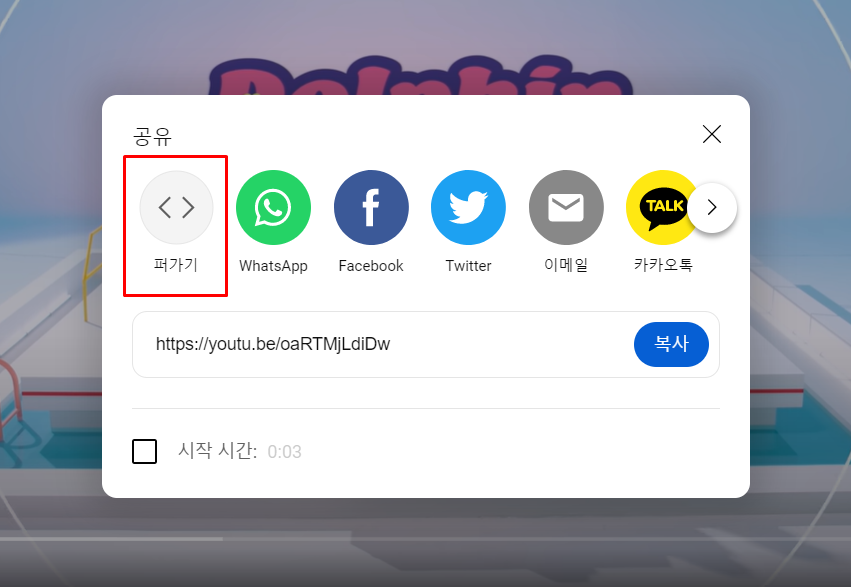 Dolphin
공유
퍼가기
WhatsApp
Facebook
Twitter
이메일
TALK
카카오톡
https://youtu.be/oaRTMjLdiDw
복사
시작 시간: 0:03